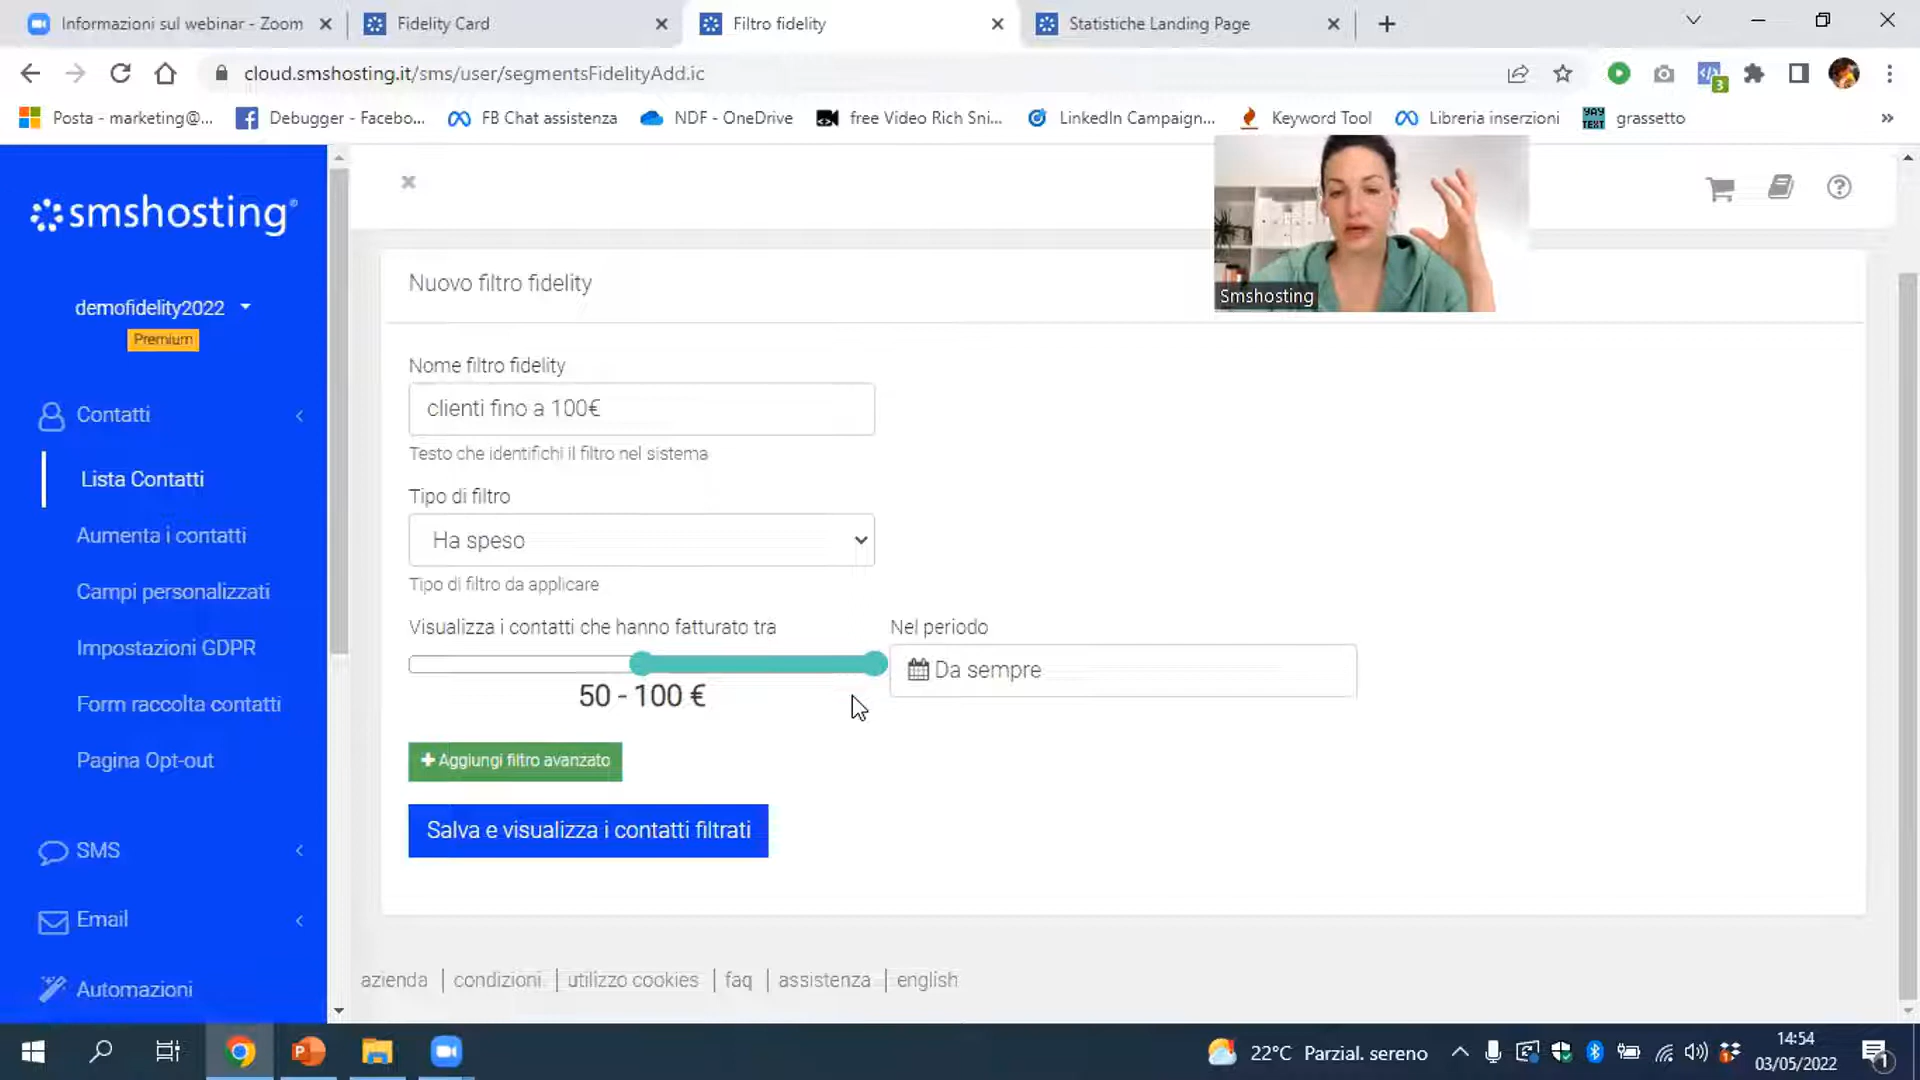 Informazioni sul webinar - Zoom
Fidelity Card
Filtro fidelity
Statistiche Landing Page
cloud.smshosting.it/sms/user/segmentsFidelityAdd.ic
3
Posta - marketing@...
Debugger - Facebo...
FB Chat assistenza
NDF - OneDrive
free Video Rich Sni...
LinkedIn Campaign...
Keyword Tool
Libreria inserzioni
YAY TEXT
grassetto
»
smshosting®
demofidelity2022
Premium
Contatti
Lista Contatti
Aumenta i contatti
Campi personalizzati
Impostazioni GDPR
Form raccolta contatti
Pagina Opt-out
SMS
Email
Automazioni
Smshosting
Nuovo filtro fidelity
Nome filtro fidelity
clienti fino a 100€
Testo che identifichi il filtro nel sistema
Tipo di filtro
Ha speso
Tipo di filtro da applicare
Visualizza i contatti che hanno fatturato tra
50 - 100 €
Nel periodo
Da sempre
+ Aggiungi filtro avanzato
Salva e visualizza i contatti filtrati
azienda | condizioni | utilizzo cookies | faq | assistenza | english
22°C Parzial. sereno
14:54
03/05/2022
1